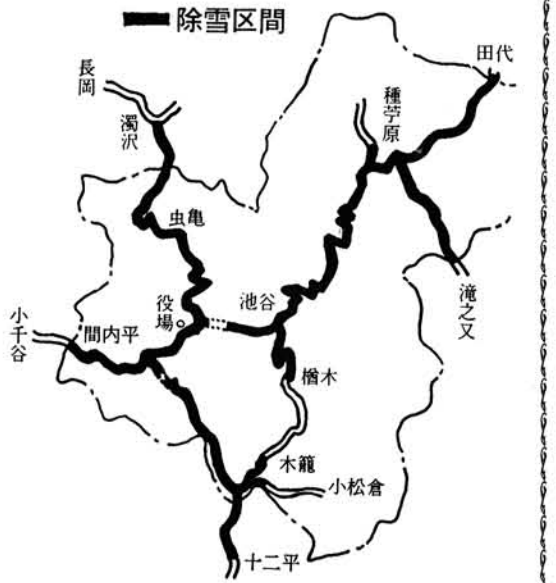 除雪区間
田代
長岡
種苧原
濁沢
虫亀
滝之又
池谷
役場
小千谷
間内平
楢木
木籠
小松倉
十二平